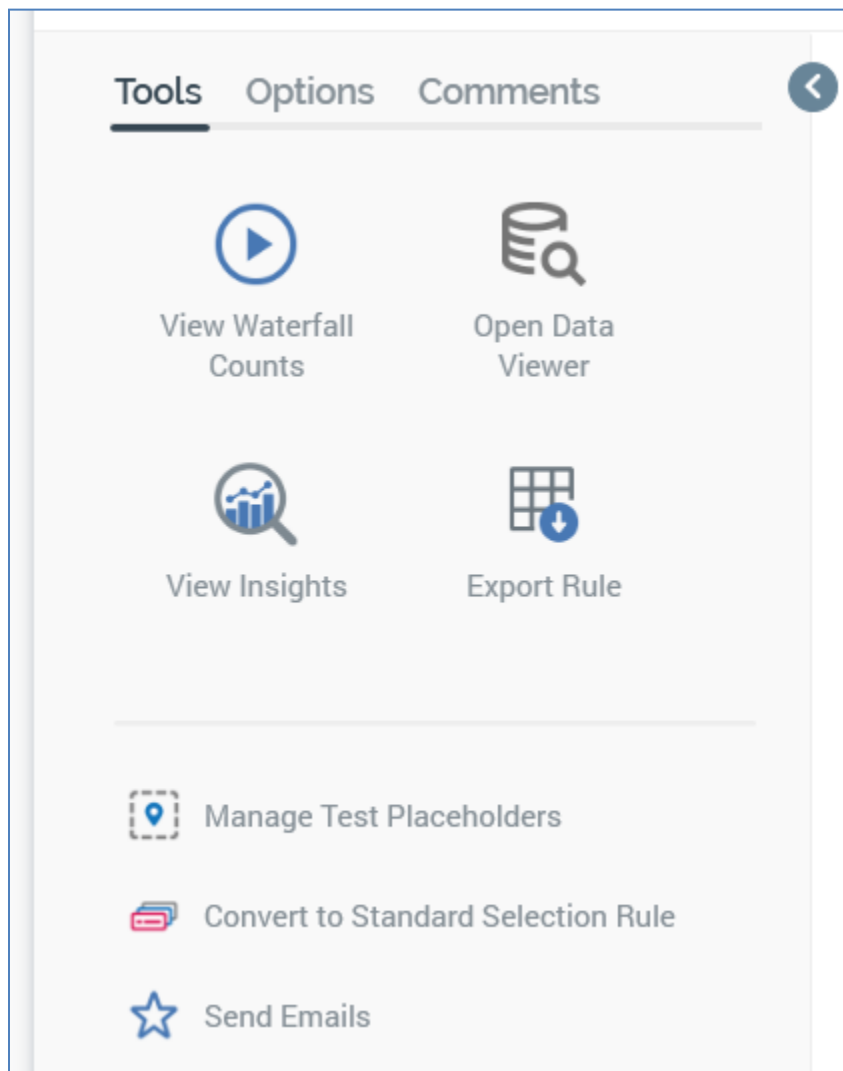 Tools Options Comments
View Waterfall
Counts
Open Data
Viewer
View Insights
Export Rule
Manage Test Placeholders
Convert to Standard Selection Rule
Send Emails